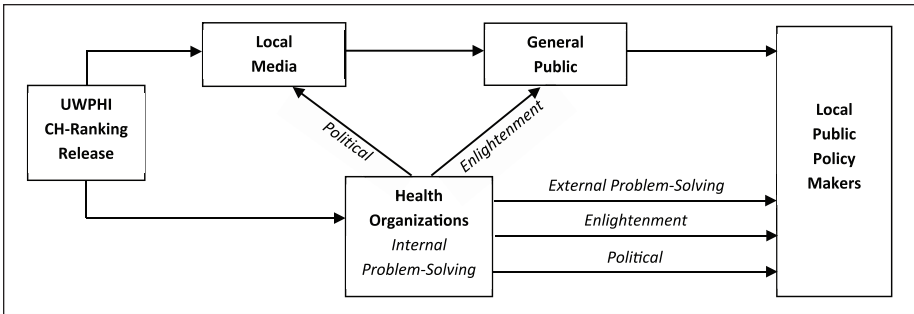 Local
Media
General
Public
UWPHI
CH-Ranking
Release
Local
Public
Policy
Makers
Political
Enlightenment
Health
Organizations
Internal
Problem-Solving
External Problem-Solving
Enlightenment
Political